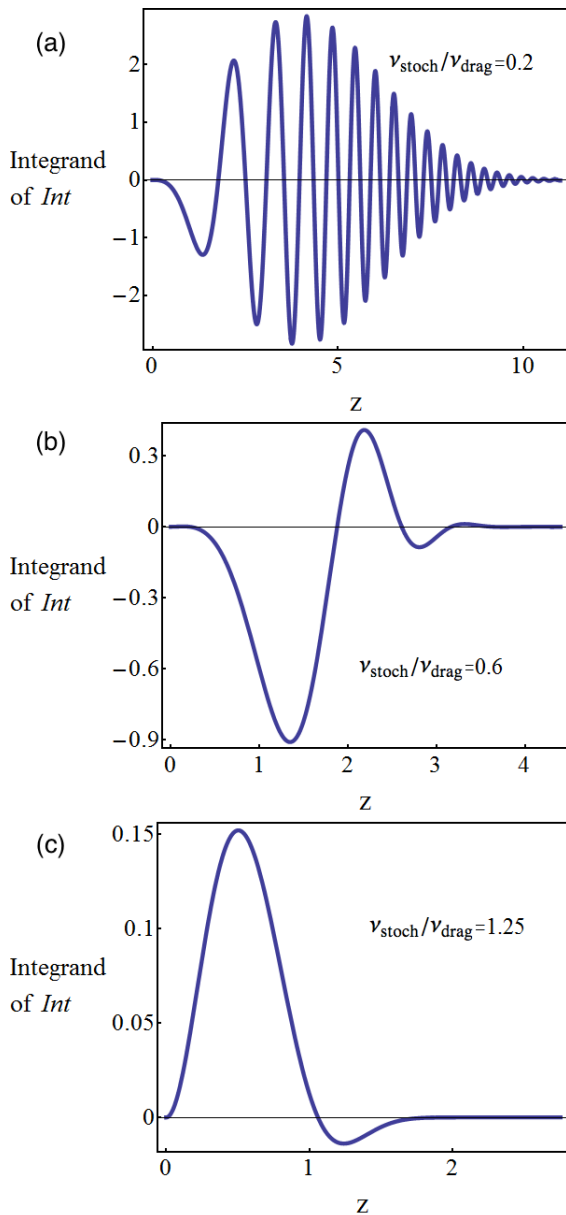 (a)
2
1
0
−1
−2
Integrand
of Int
ν_stoch/ν_drag=0.2
0 5 10
z
(b)
0.3
0
−0.3
−0.6
−0.9
Integrand
of Int
ν_stoch/ν_drag=0.6
0 1 2 3 4
z
(c)
0.15
0.1
0.05
0
Integrand
of Int
ν_stoch/ν_drag=1.25
0 1 2
z